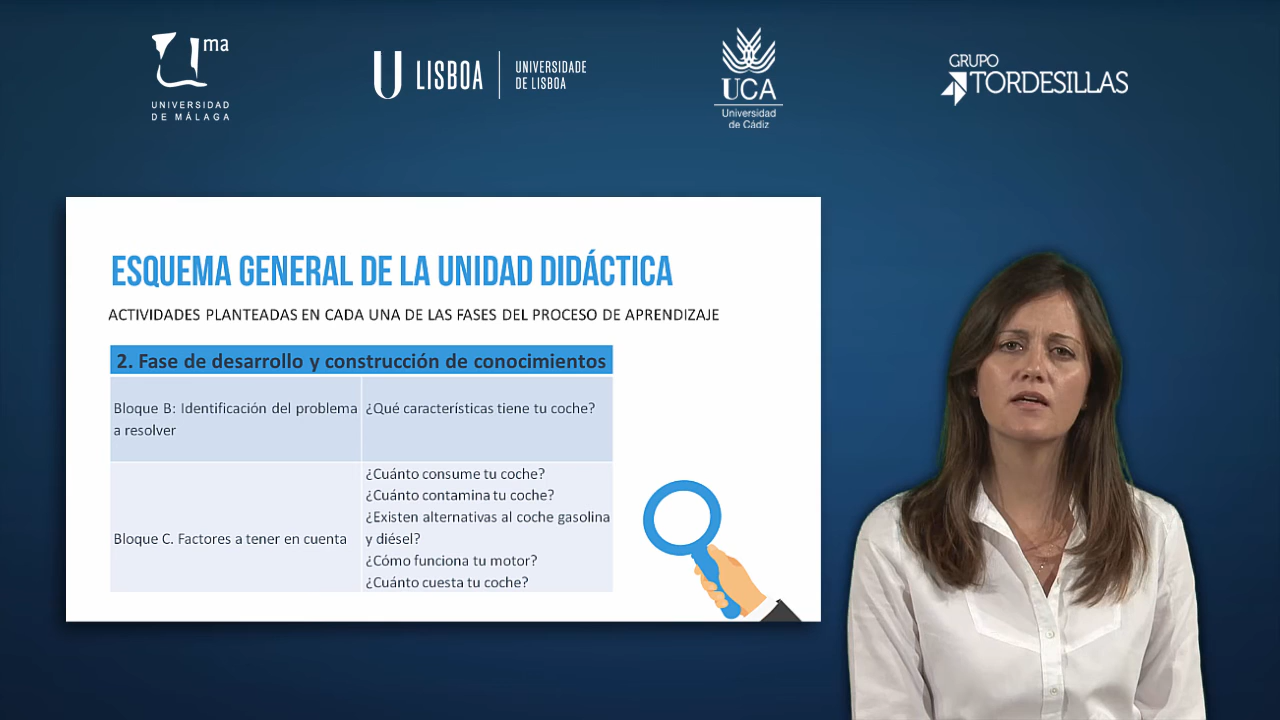 uma
UNIVERSIDAD
DE MÁLAGA
U LISBOA
UNIVERSIDADE
DE LISBOA
UCA
Universidad
de Cádiz
GRUPO
TORDESILLAS
ESQUEMA GENERAL DE LA UNIDAD DIDÁCTICA
ACTIVIDADES PLANTEADAS EN CADA UNA DE LAS FASES DEL PROCESO DE APRENDIZAJE
2. Fase de desarrollo y construcción de conocimientos
Bloque B: Identificación del problema
a resolver
¿Qué características tiene tu coche?
Bloque C. Factores a tener en cuenta
¿Cuánto consume tu coche?
¿Cuánto contamina tu coche?
¿Existen alternativas al coche gasolina
y diésel?
¿Cómo funciona tu motor?
¿Cuánto cuesta tu coche?